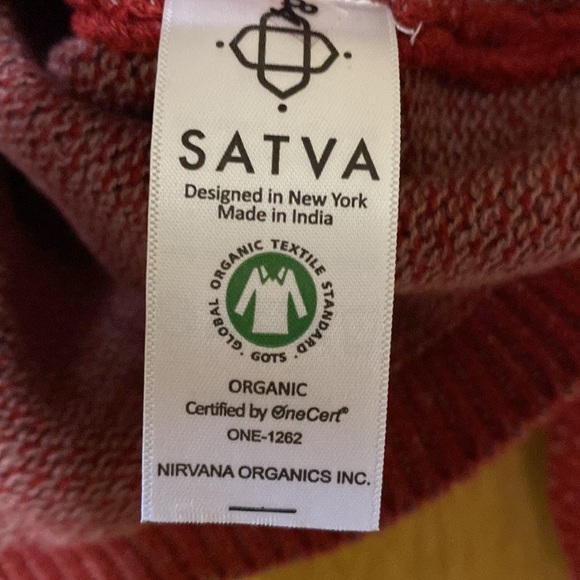 SATVA
Designed in New York
Made in India
GLOBAL ORGANIC TEXTILE STANDARD · GOTS ·
ORGANIC
Certified by OneCert®
ONE-1262
NIRVANA ORGANICS INC.